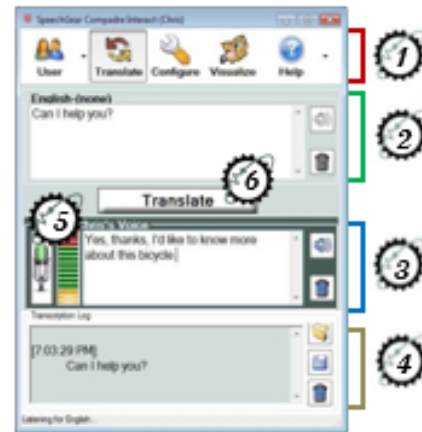 SpeechGear Compadre Interact (Chris)
User Translate Configure Visualize Help
1
English-(none)
Can I help you?
2
6
Translate
5
Chris's Voice
Yes, thanks, I'd like to know more
about this bicycle.
3
Transcription Log
[7:03:29 PM]:
Can I help you?
4
Listening for English...